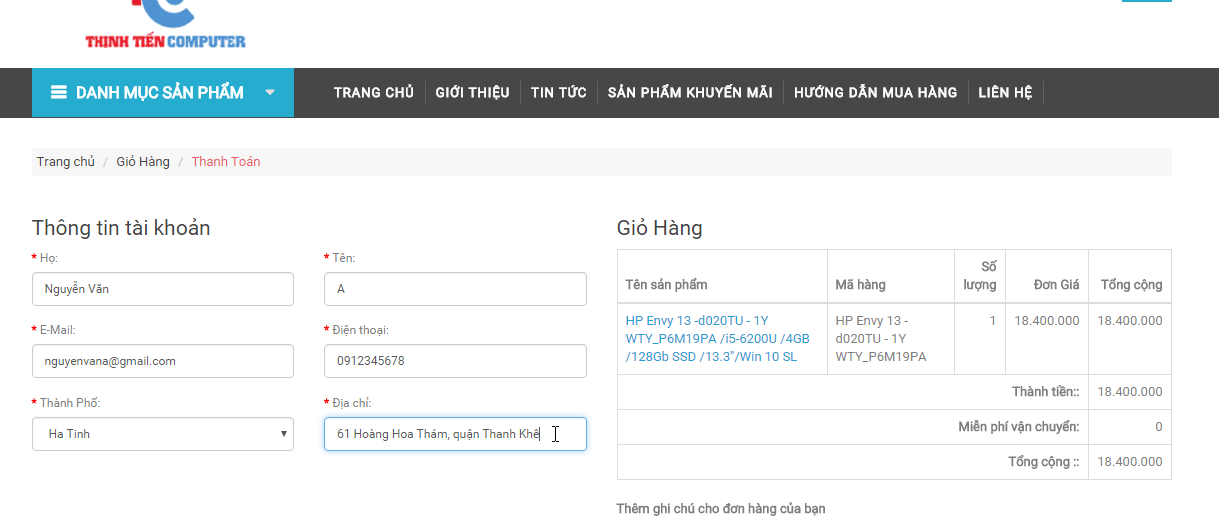 THỊNH TIẾN COMPUTER
DANH MỤC SẢN PHẨM
TRANG CHỦ
GIỚI THIỆU
TIN TỨC
SẢN PHẨM KHUYẾN MÃI
HƯỚNG DẪN MUA HÀNG
LIÊN HỆ
Trang chủ / Giỏ Hàng / Thanh Toán
Thông tin tài khoản
* Họ:
* Tên:
Nguyễn Văn
A
* E-Mail:
* Điện thoại:
nguyenvana@gmail.com
0912345678
* Thành Phố:
* Địa chỉ:
Ha Tinh
61 Hoàng Hoa Thám, quận Thanh Khê
Giỏ Hàng
Tên sản phẩm
Mã hàng
Số
lượng
Đơn Giá
Tổng cộng
HP Envy 13 -d020TU - 1Y
WTY_P6M19PA /i5-6200U /4GB
/128Gb SSD /13.3"/Win 10 SL
HP Envy 13 -
d020TU - 1Y
WTY_P6M19PA
1
18.400.000
18.400.000
Thành tiền::
18.400.000
Miễn phí vận chuyển:
0
Tổng cộng ::
18.400.000
Thêm ghi chú cho đơn hàng của bạn